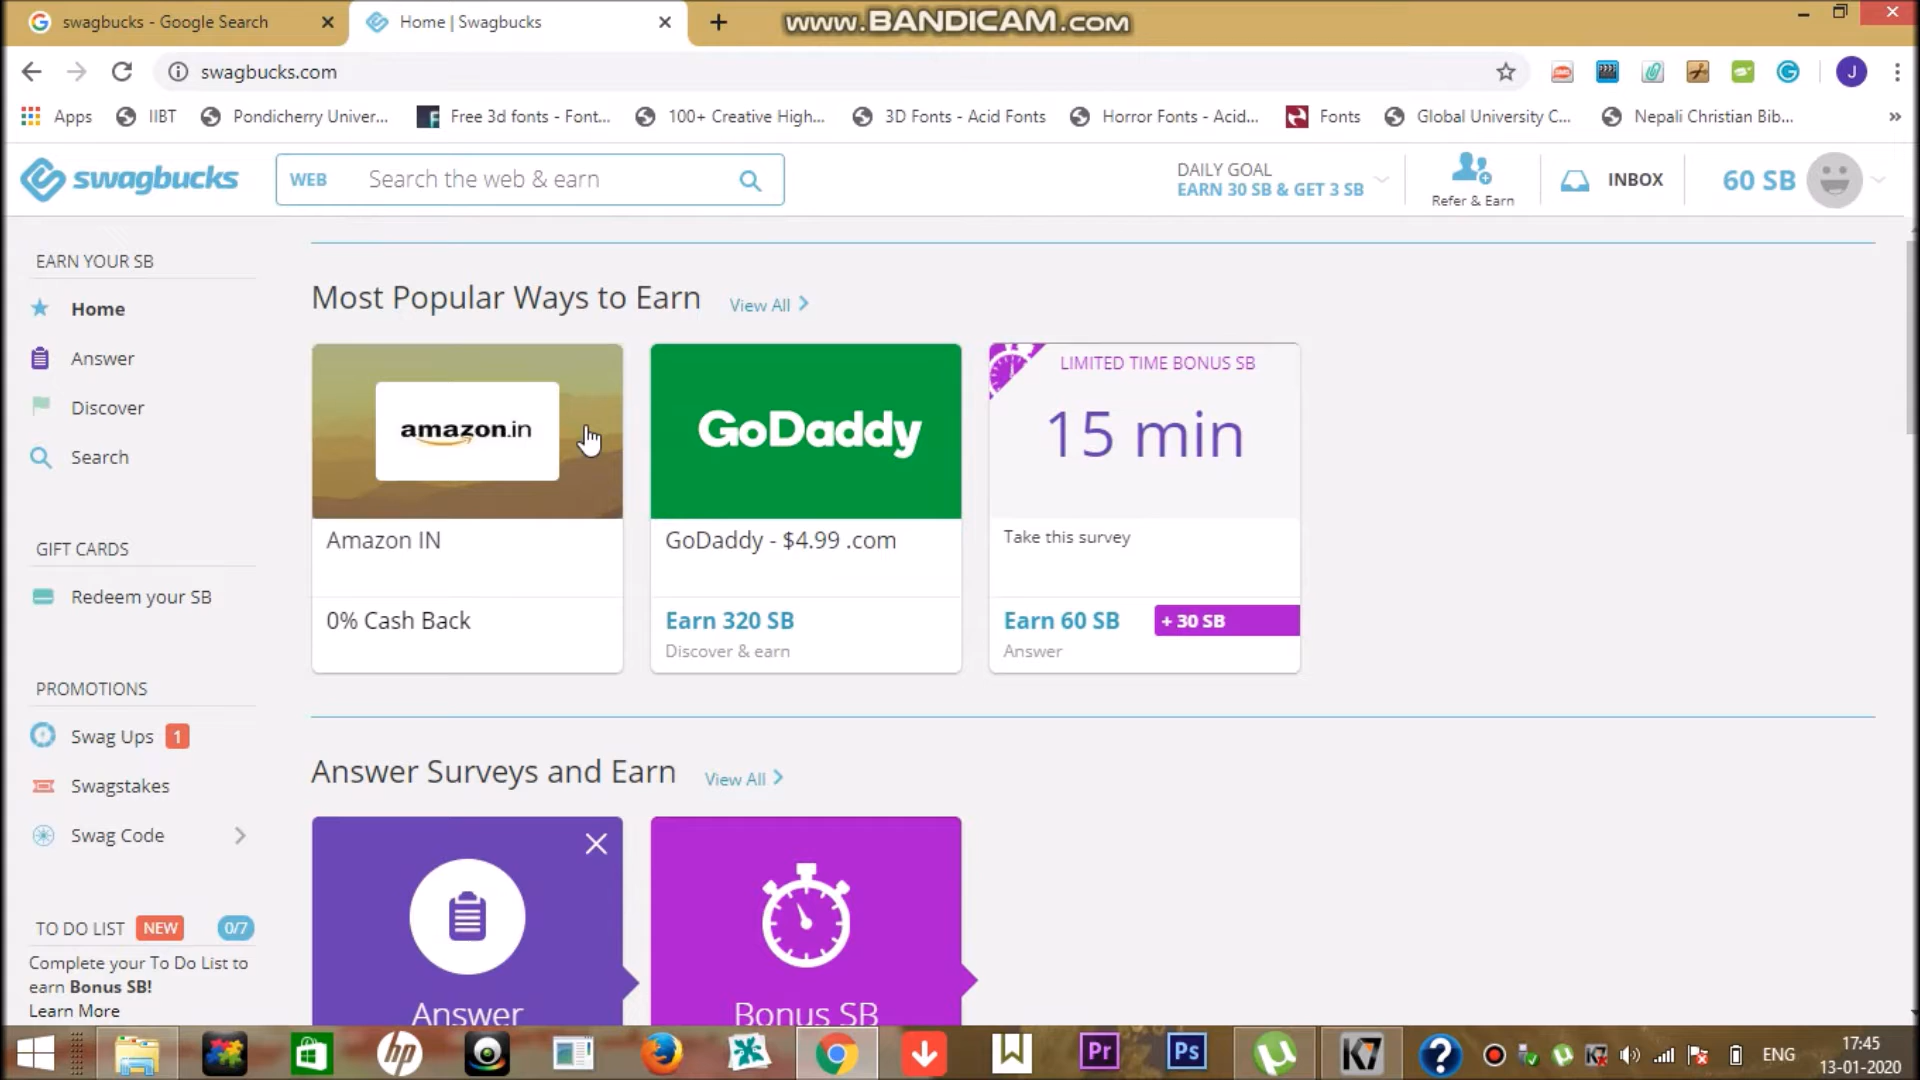 swagbucks - Google Search
Home | Swagbucks
www.BANDICAM.com
swagbucks.com
J
Apps
IIBT
Pondicherry Univer...
Free 3d fonts - Font...
100+ Creative High...
3D Fonts - Acid Fonts
Horror Fonts - Acid...
Fonts
Global University C...
Nepali Christian Bib...
swagbucks
WEB
Search the web & earn
DAILY GOAL
EARN 30 SB & GET 3 SB
Refer & Earn
INBOX
60 SB
EARN YOUR SB
Home
Answer
Discover
Search
GIFT CARDS
Redeem your SB
PROMOTIONS
Swag Ups 1
Swagstakes
Swag Code
TO DO LIST NEW 0/7
Complete your To Do List to
earn Bonus SB!
Learn More
Most Popular Ways to Earn
View All
amazon.in
Amazon IN
0% Cash Back
GoDaddy
GoDaddy - $4.99 .com
Earn 320 SB
Discover & earn
LIMITED TIME BONUS SB
15 min
Take this survey
Earn 60 SB
+ 30 SB
Answer
Answer Surveys and Earn
View All
Answer
Bonus SB
hp
W
Pr
Ps
K7
?
ENG
17:45
13-01-2020